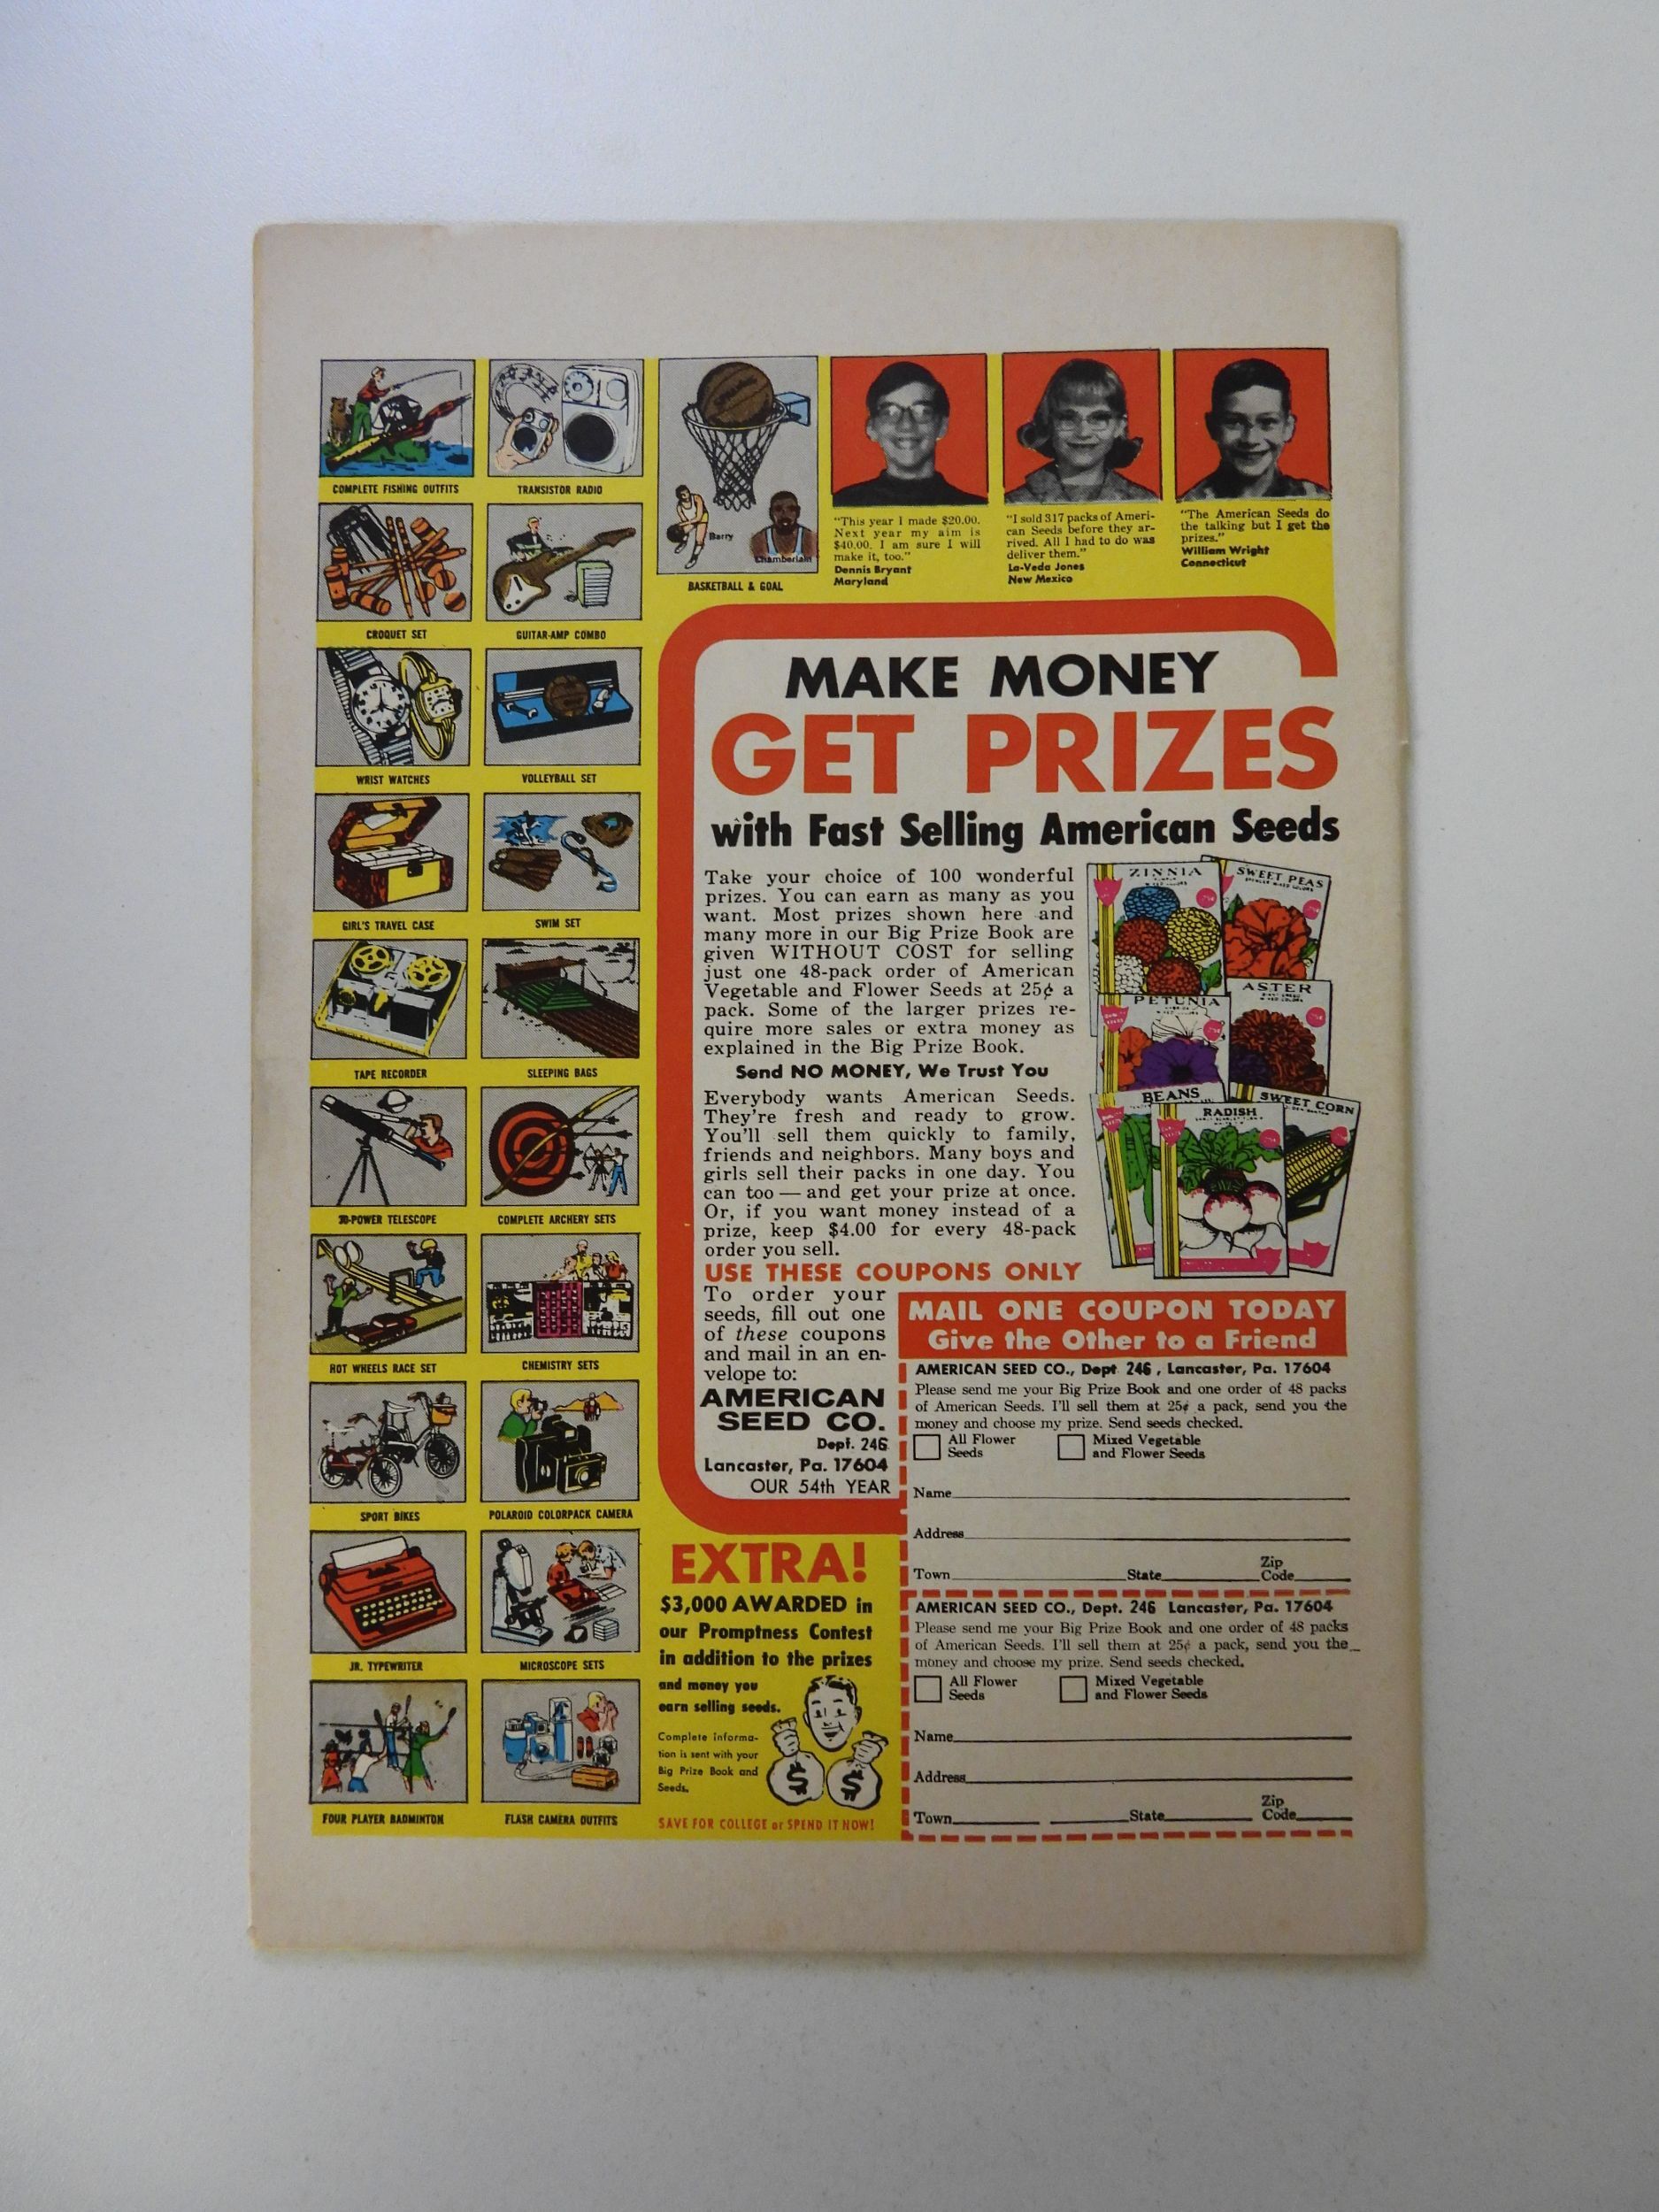 COMPLETE FISHING OUTFITS
TRANSISTOR RADIO
CROQUET SET
GUITAR-AMP COMBO
WRIST WATCHES
VOLLEYBALL SET
GIRL'S TRAVEL CASE
SWIM SET
TAPE RECORDER
SLEEPING BAGS
30-POWER TELESCOPE
COMPLETE ARCHERY SETS
HOT WHEELS RACE SET
CHEMISTRY SETS
SPORT BIKES
POLAROID COLORPACK CAMERA
JR. TYPEWRITER
MICROSCOPE SETS
FOUR PLAYER BADMINTON
FLASH CAMERA OUTFITS
Barry
Chamberlain
BASKETBALL & GOAL
"This year I made $20.00.
Next year my aim is
$40.00. I am sure I will
make it, too."
Dennis Bryant
Maryland
"I sold 317 packs of Ameri-
can Seeds before they ar-
rived. All I had to do was
deliver them."
La-Veda Jones
New Mexico
"The American Seeds do
the talking but I get the
prizes."
William Wright
Connecticut
MAKE MONEY
GET PRIZES
with Fast Selling American Seeds
Take your choice of 100 wonderful
prizes. You can earn as many as you
want. Most prizes shown here and
many more in our Big Prize Book are
given WITHOUT COST for selling
just one 48-pack order of American
Vegetable and Flower Seeds at 25¢ a
pack. Some of the larger prizes re-
quire more sales or extra money as
explained in the Big Prize Book.
Send NO MONEY, We Trust You
Everybody wants American Seeds.
They're fresh and ready to grow.
You'll sell them quickly to family,
friends and neighbors. Many boys and
girls sell their packs in one day. You
can too — and get your prize at once.
Or, if you want money instead of a
prize, keep $4.00 for every 48-pack
order you sell.
ZINNIA
SWEET PEAS
PETUNIA
ASTER
BEANS
RADISH
SWEET CORN
USE THESE COUPONS ONLY
To order your
seeds, fill out one
of these coupons
and mail in an en-
velope to:
AMERICAN
SEED CO.
Dept. 246
Lancaster, Pa. 17604
OUR 54th YEAR
MAIL ONE COUPON TODAY
Give the Other to a Friend
AMERICAN SEED CO., Dept 246, Lancaster, Pa. 17604
Please send me your Big Prize Book and one order of 48 packs
of American Seeds. I'll sell them at 25¢ a pack, send you the
money and choose my prize. Send seeds checked.
All Flower
Seeds
Mixed Vegetable
and Flower Seeds
Name
Address
Town State Zip Code
AMERICAN SEED CO., Dept. 246 Lancaster, Pa. 17604
Please send me your Big Prize Book and one order of 48 packs
of American Seeds. I'll sell them at 25¢ a pack, send you the
money and choose my prize. Send seeds checked.
All Flower
Seeds
Mixed Vegetable
and Flower Seeds
Name
Address
Town State Zip Code
EXTRA!
$3,000 AWARDED in
our Promptness Contest
in addition to the prizes
and money you
earn selling seeds.
Complete informa-
tion is sent with your
Big Prize Book and
Seeds.
$ $
SAVE FOR COLLEGE or SPEND IT NOW!